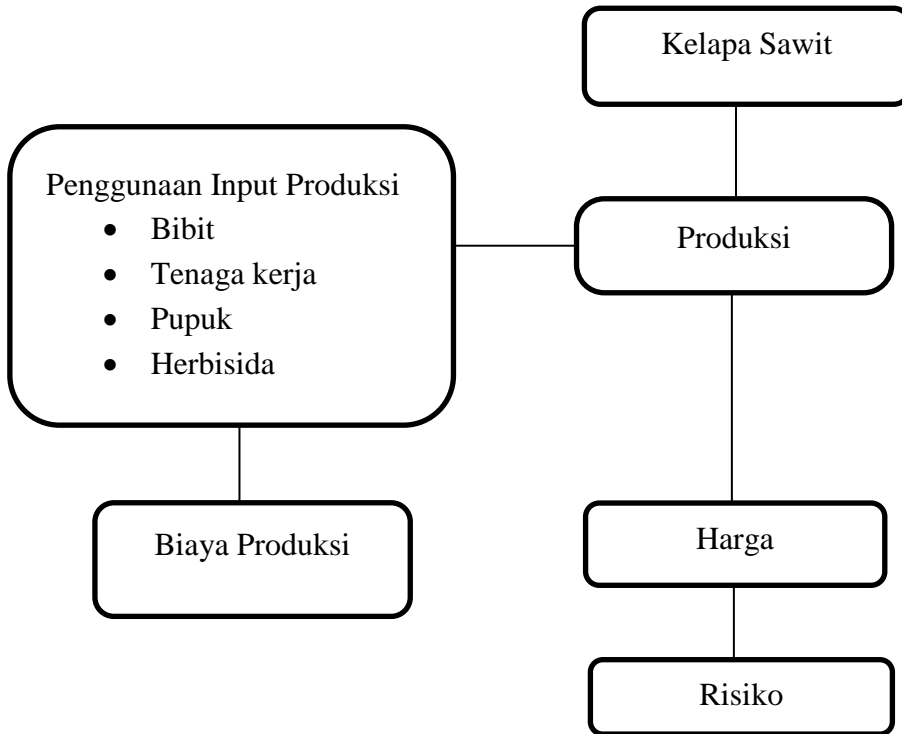 Kelapa Sawit
Penggunaan Input Produksi
• Bibit
• Tenaga kerja
• Pupuk
• Herbisida
Produksi
Biaya Produksi
Harga
Risiko